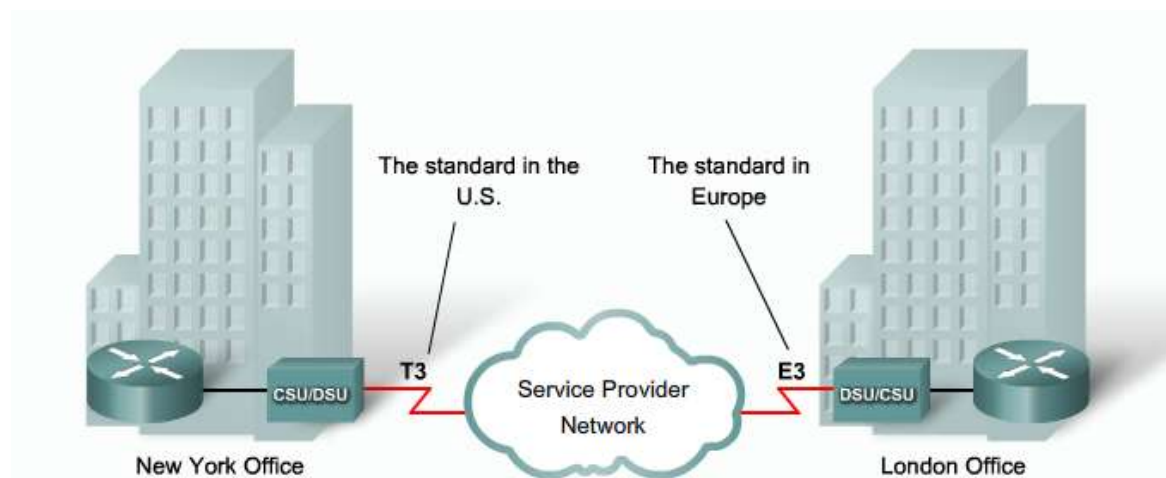 The standard in the
U.S.
The standard in
Europe
T3
E3
CSU/DSU
Service Provider
Network
DSU/CSU
New York Office
London Office